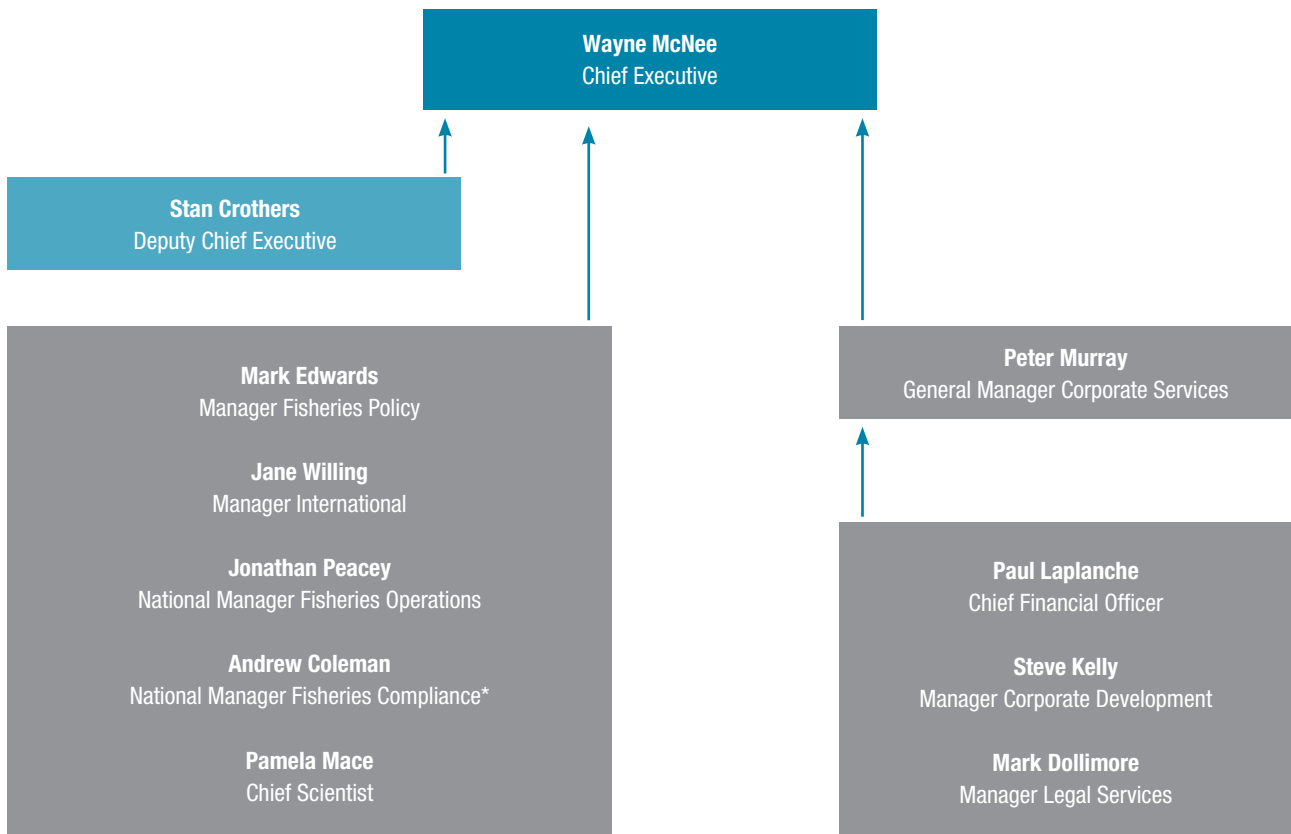 Wayne McNee
Chief Executive
Stan Crothers
Deputy Chief Executive
Mark Edwards
Manager Fisheries Policy
Jane Willing
Manager International
Jonathan Peacey
National Manager Fisheries Operations
Andrew Coleman
National Manager Fisheries Compliance*
Pamela Mace
Chief Scientist
Peter Murray
General Manager Corporate Services
Paul Laplanche
Chief Financial Officer
Steve Kelly
Manager Corporate Development
Mark Dollimore
Manager Legal Services